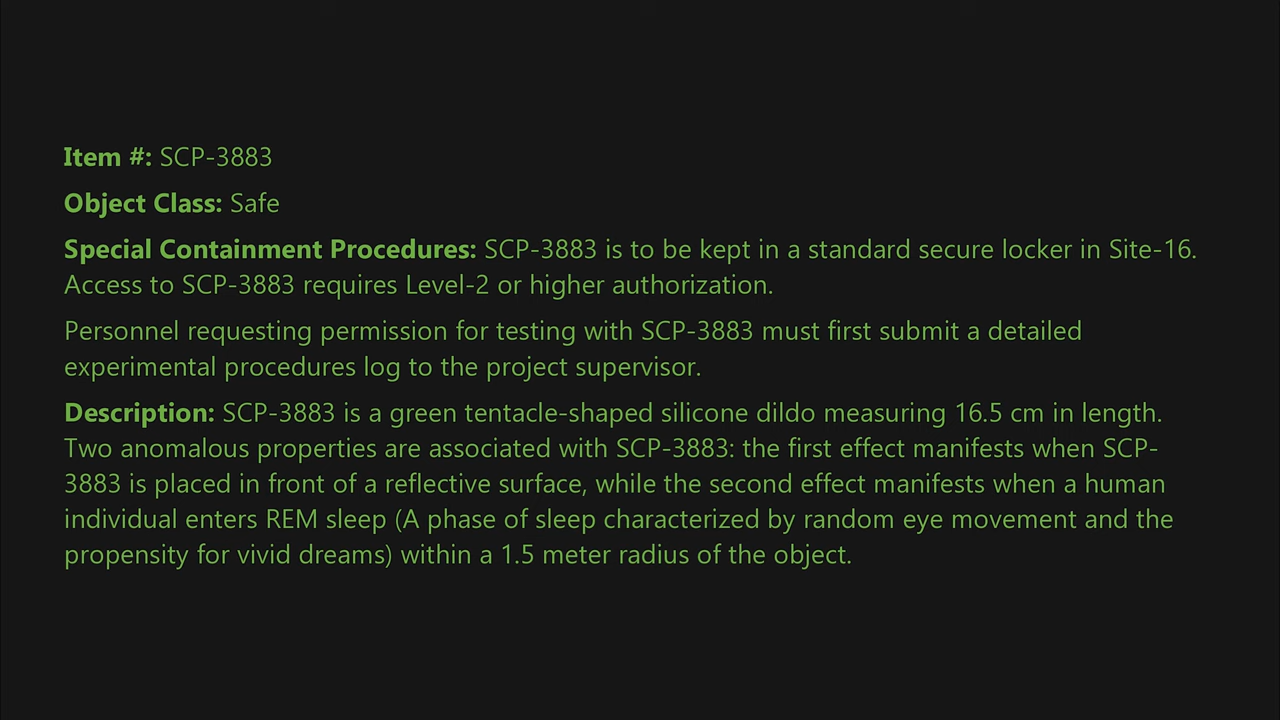 Item #: SCP-3883
Object Class: Safe
Special Containment Procedures: SCP-3883 is to be kept in a standard secure locker in Site-16.
Access to SCP-3883 requires Level-2 or higher authorization.
Personnel requesting permission for testing with SCP-3883 must first submit a detailed
experimental procedures log to the project supervisor.
Description: SCP-3883 is a green tentacle-shaped silicone dildo measuring 16.5 cm in length.
Two anomalous properties are associated with SCP-3883: the first effect manifests when SCP-
3883 is placed in front of a reflective surface, while the second effect manifests when a human
individual enters REM sleep (A phase of sleep characterized by random eye movement and the
propensity for vivid dreams) within a 1.5 meter radius of the object.